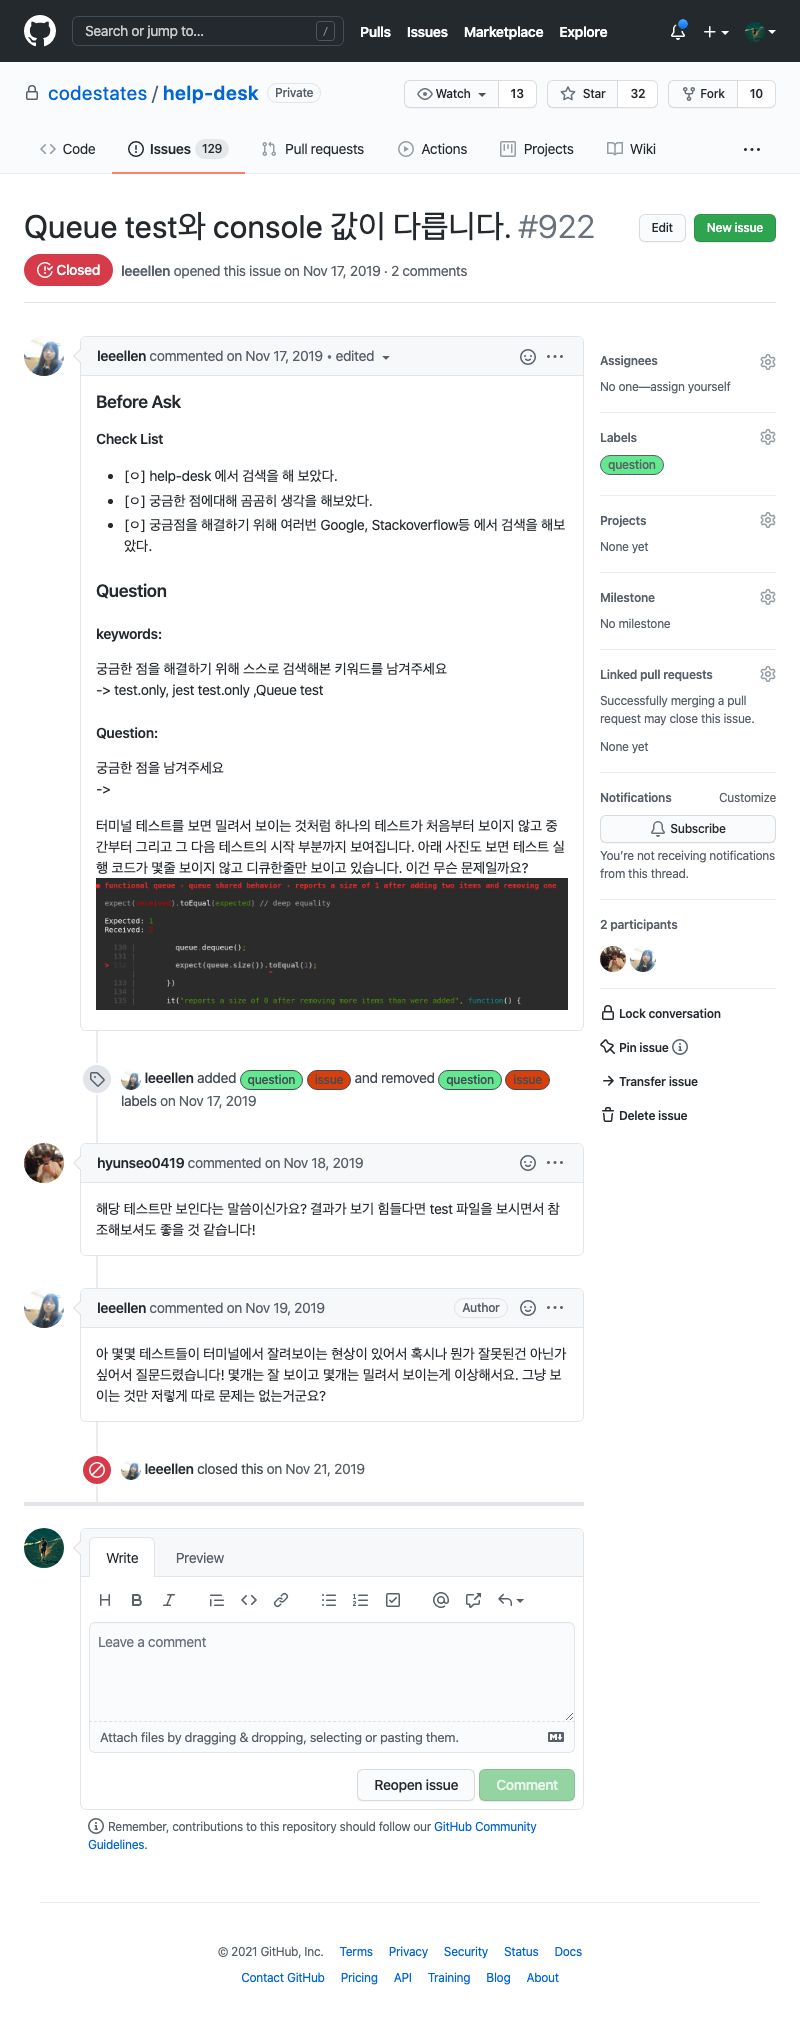 Search or jump to... /
Pulls Issues Marketplace Explore
codestates / help-desk Private
Watch 13 Star 32 Fork 10
Code Issues 129 Pull requests Actions Projects Wiki
Queue test와 console 값이 다릅니다. #922
Edit New issue
Closed leeellen opened this issue on Nov 17, 2019 · 2 comments
leeellen commented on Nov 17, 2019 • edited
Before Ask
Check List
[ㅇ] help-desk 에서 검색을 해 보았다.
[ㅇ] 궁금한 점에대해 곰곰히 생각을 해보았다.
[ㅇ] 궁금점을 해결하기 위해 여러번 Google, Stackoverflow등 에서 검색을 해보
았다.
Question
keywords:
궁금한 점을 해결하기 위해 스스로 검색해본 키워드를 남겨주세요
-> test.only, jest test.only ,Queue test
Question:
궁금한 점을 남겨주세요
->
터미널 테스트를 보면 밀려서 보이는 것처럼 하나의 테스트가 처음부터 보이지 않고 중
간부터 그리고 그 다음 테스트의 시작 부분까지 보여집니다. 아래 사진도 보면 테스트 실
행 코드가 몇줄 보이지 않고 디큐한줄만 보이고 있습니다. 이건 무슨 문제일까요?
● functional queue › queue shared behavior › reports a size of 1 after adding two items and removing one
expect(received).toEqual(expected) // deep equality
Expected: 1
Received:
130 | queue.dequeue();
131 |
> 132 | expect(queue.size()).toEqual(1);
| ^
133 | })
134 |
135 | it("reports a size of 0 after removing more items than were added", function() {
leeellen added question issue and removed question issue
labels on Nov 17, 2019
hyunseo0419 commented on Nov 18, 2019
해당 테스트만 보인다는 말씀이신가요? 결과가 보기 힘들다면 test 파일을 보시면서 참
조해보셔도 좋을 것 같습니다!
leeellen commented on Nov 19, 2019 Author
아 몇몇 테스트들이 터미널에서 잘려보이는 현상이 있어서 혹시나 뭔가 잘못된건 아닌가
싶어서 질문드렸습니다! 몇개는 잘 보이고 몇개는 밀려서 보이는게 이상해서요. 그냥 보
이는 것만 저렇게 따로 문제는 없는거군요?
leeellen closed this on Nov 21, 2019
Write Preview
Leave a comment
Attach files by dragging & dropping, selecting or pasting them.
Reopen issue Comment
Remember, contributions to this repository should follow our GitHub Community
Guidelines.
Assignees
No one—assign yourself
Labels
question
Projects
None yet
Milestone
No milestone
Linked pull requests
Successfully merging a pull
request may close this issue.
None yet
Notifications Customize
Subscribe
You're not receiving notifications
from this thread.
2 participants
Lock conversation
Pin issue
Transfer issue
Delete issue
© 2021 GitHub, Inc. Terms Privacy Security Status Docs
Contact GitHub Pricing API Training Blog About